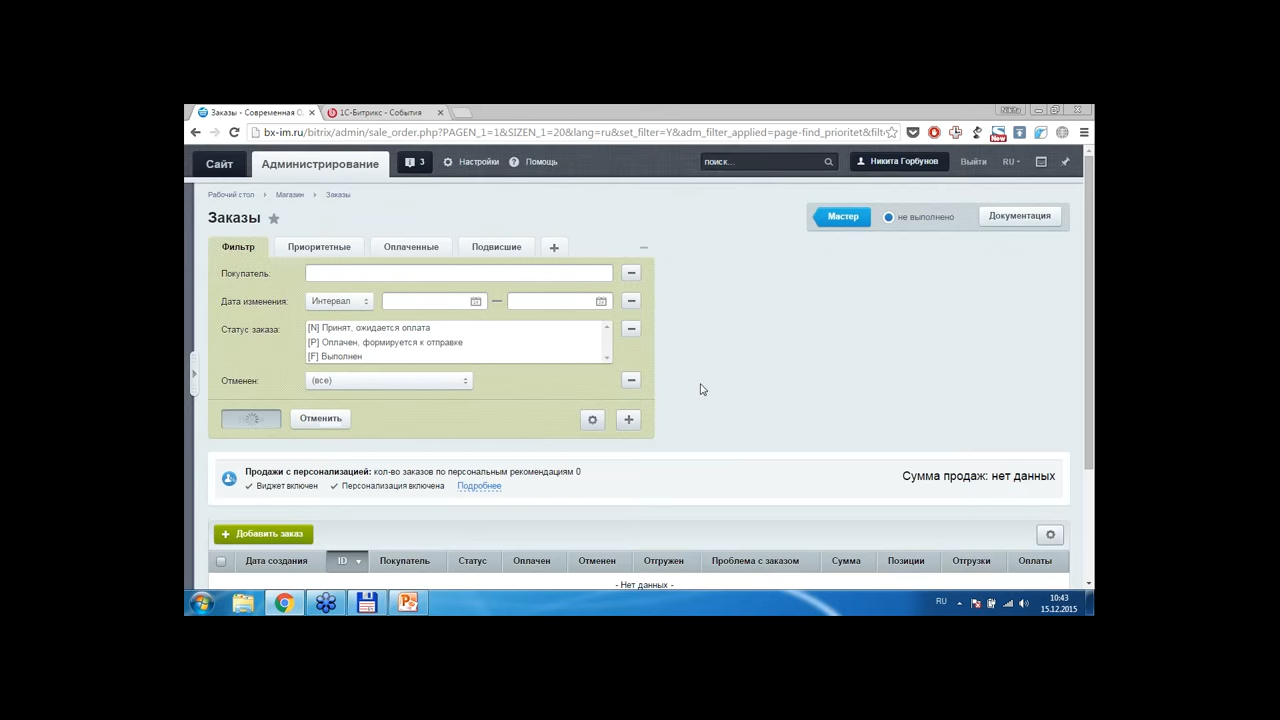 Заказы - Современная О.
1С-Битрикс - События
Nikita
bx-im.ru/bitrix/admin/sale_order.php?PAGEN_1=1&SIZEN_1=20&lang=ru&set_filter=Y&adm_filter_applied=page-find_prioritet&filt
New
Сайт
Администрирование
3
Настройки
Помощь
поиск...
Никита Горбунов
Выйти
RU
Рабочий стол
Магазин
Заказы
Заказы
Мастер
не выполнено
Документация
Фильтр
Приоритетные
Оплаченные
Подвисшие
Покупатель:
Дата изменения:
Интервал
Статус заказа:
[N] Принят, ожидается оплата
[P] Оплачен, формируется к отправке
[F] Выполнен
Отменен:
(все)
Отменить
Продажи с персонализацией: кол-во заказов по персональным рекомендациям 0
Виджет включен
Персонализация включена
Подробнее
Сумма продаж: нет данных
+ Добавить заказ
Дата создания
ID
Покупатель
Статус
Оплачен
Отменен
Отгружен
Проблема с заказом
Сумма
Позиции
Отгрузки
Оплаты
- Нет данных -
RU
10:43
15.12.2015